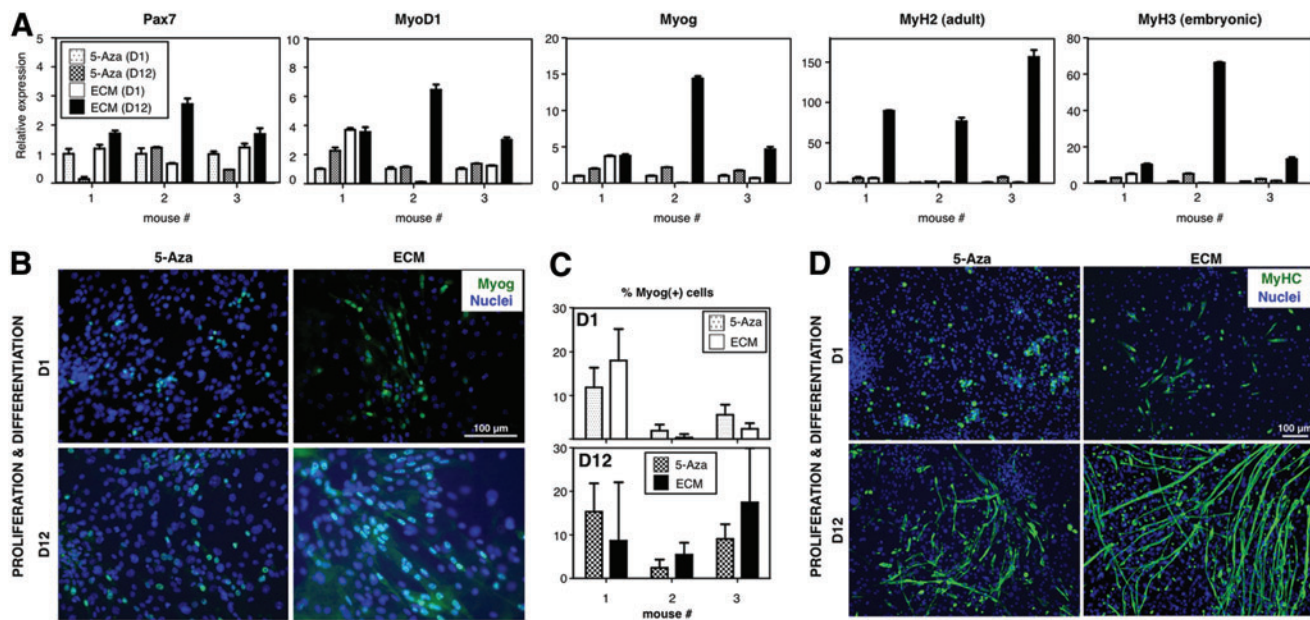 A
Pax7
MyoD1
Myog
MyH2 (adult)
MyH3 (embryonic)
Relative expression
5
4
3
2
1
0
5-Aza (D1)
5-Aza (D12)
ECM (D1)
ECM (D12)
1 2 3
mouse #
10
8
6
4
2
0
1 2 3
mouse #
20
15
10
5
0
1 2 3
mouse #
150
100
50
0
1 2 3
mouse #
80
60
40
20
0
1 2 3
mouse #
B
5-Aza
ECM
PROLIFERATION & DIFFERENTIATION
D1
D12
Myog
Nuclei
100 µm
C
% Myog(+) cells
30
20
10
D1
5-Aza
ECM
30
20
10
0
D12
5-Aza
ECM
1 2 3
mouse #
D
5-Aza
ECM
PROLIFERATION & DIFFERENTIATION
D1
D12
MyHC
Nuclei
100 µm